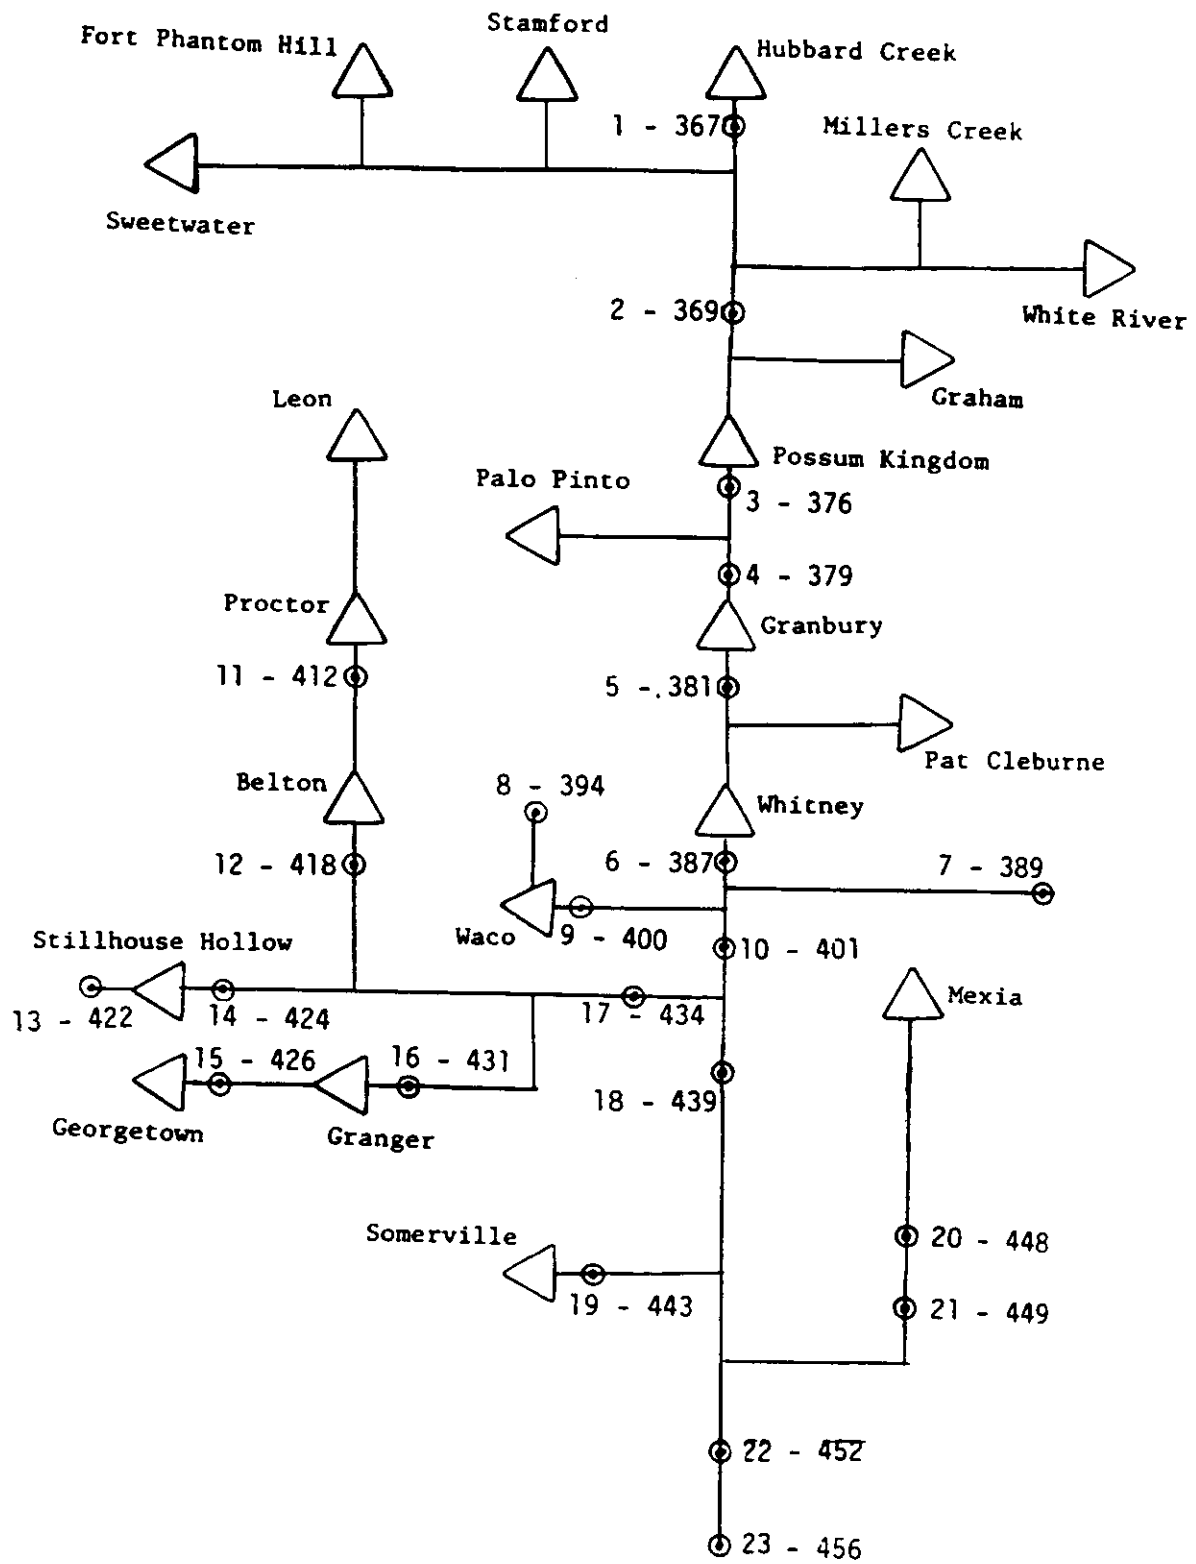 Stamford
Fort Phantom Hill
Hubbard Creek
1 - 367
Millers Creek
Sweetwater
2 - 369
White River
Graham
Leon
Possum Kingdom
Palo Pinto
3 - 376
4 - 379
Proctor
Granbury
11 - 412
5 -.381
Pat Cleburne
Belton
8 - 394
Whitney
12 - 418
6 - 387
7 - 389
Stillhouse Hollow
Waco
9 - 400
10 - 401
Mexia
13 - 422
14 - 424
17 - 434
15 - 426
16 - 431
18 - 439
Georgetown
Granger
Somerville
20 - 448
19 - 443
21 - 449
22 - 452
23 - 456